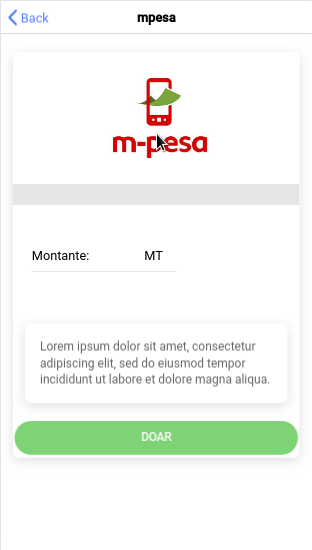 Back
mpesa
m-pesa
Montante: MT
Lorem ipsum dolor sit amet, consectetur
adipiscing elit, sed do eiusmod tempor
incididunt ut labore et dolore magna aliqua.
DOAR